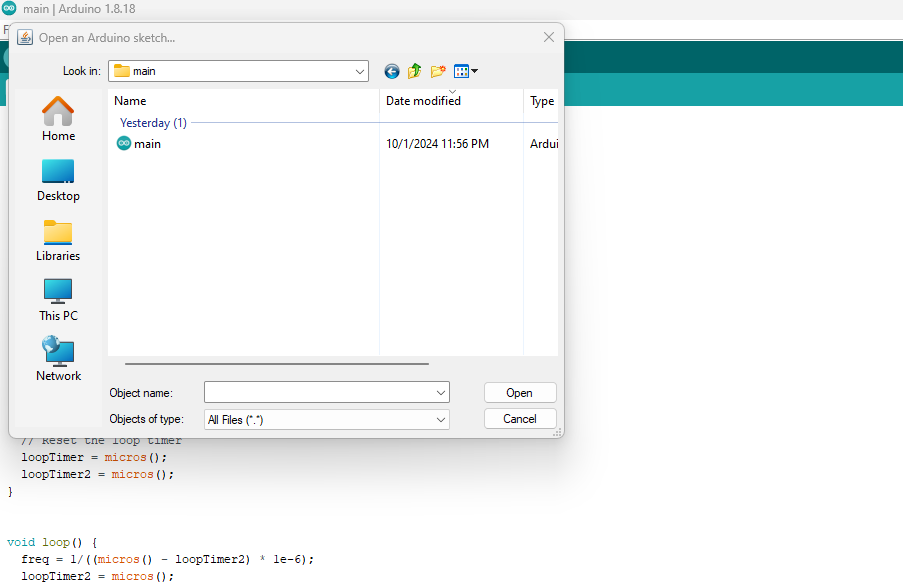 main | Arduino 1.8.18
Open an Arduino sketch...
Look in: main
Name Date modified Type
Yesterday (1)
main 10/1/2024 11:56 PM Ardui
Home
Desktop
Libraries
This PC
Network
Object name: Open
Objects of type: All Files (*.*) Cancel
// Reset the loop timer
loopTimer = micros();
loopTimer2 = micros();
}
void loop() {
freq = 1/((micros() - loopTimer2) * 1e-6);
loopTimer2 = micros();